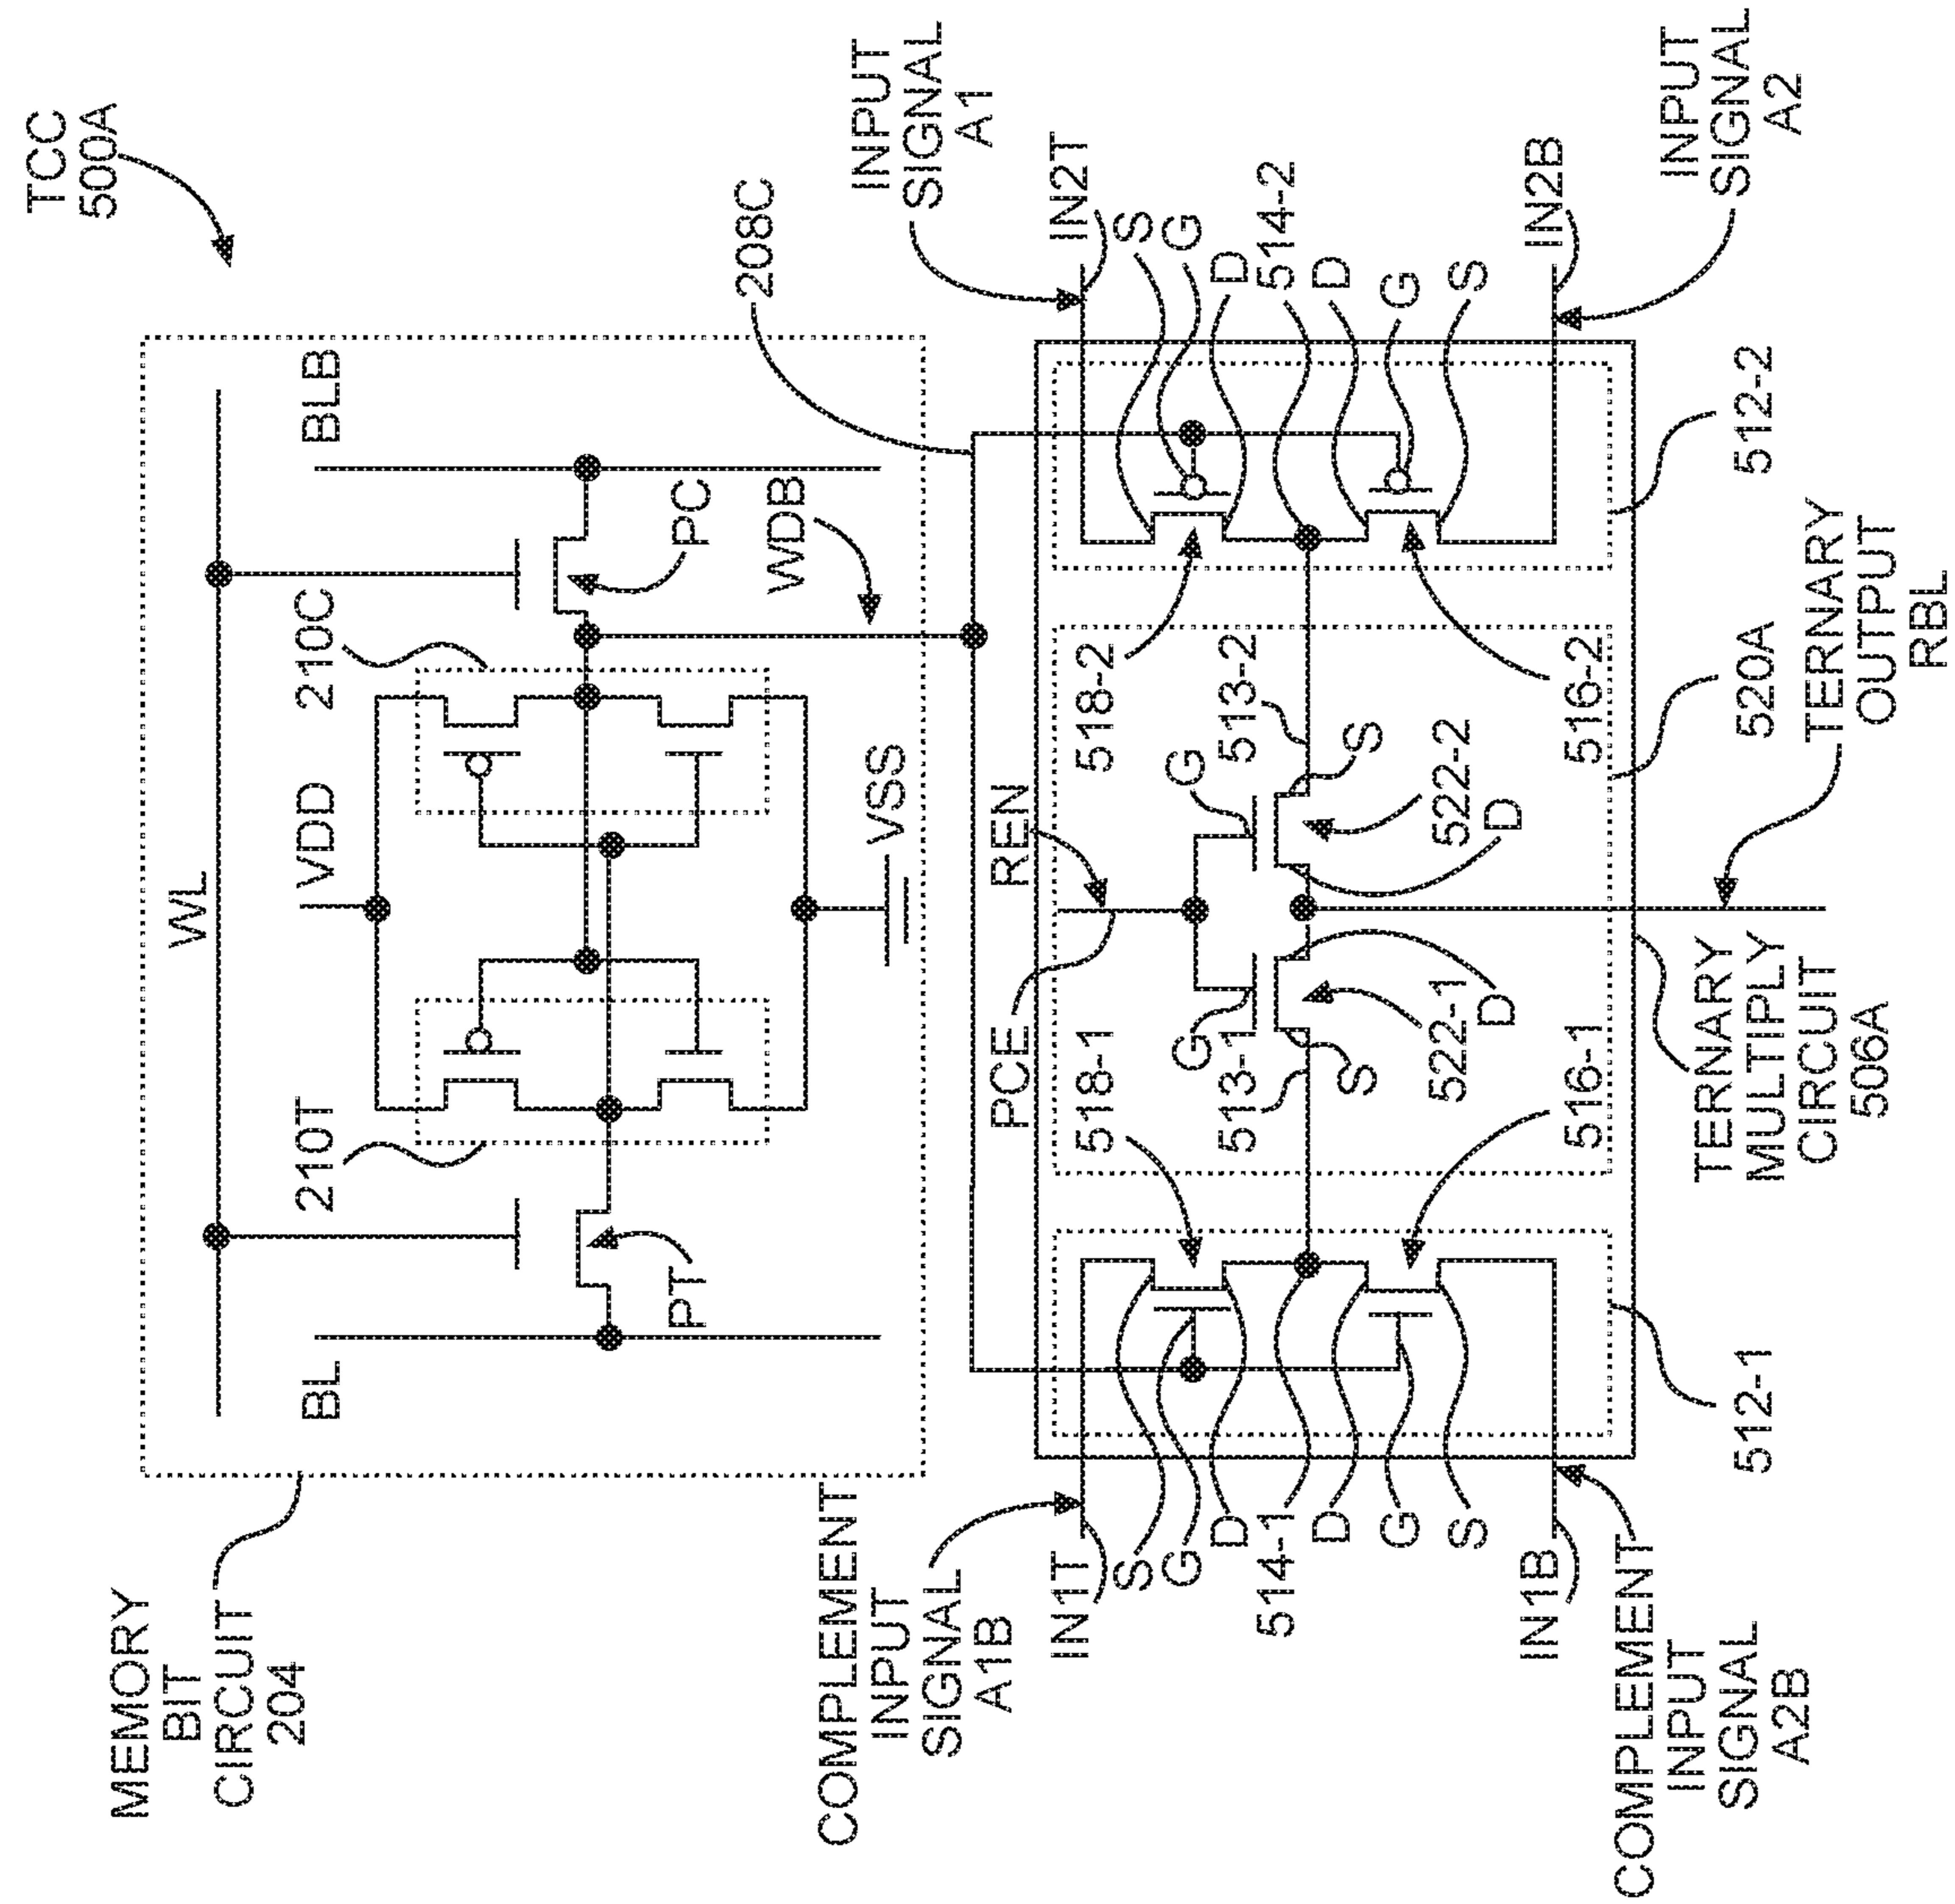 TCC
500A
MEMORY
BIT
CIRCUIT
204
WL
BL
BLB
210T
VDD
210C
PT
PC
WDB
VSS
208C
COMPLEMENT
INPUT
SIGNAL
A1B
INPUT
SIGNAL
A1
IN1T
PCE
REN
IN2T
S
G
D
514-1
D
G
S
518-1
G
513-1
S
522-1
D
516-1
518-2
G
513-2
S
522-2
D
516-2
S
G
D
514-2
D
G
S
IN1B
IN2B
COMPLEMENT
INPUT
SIGNAL
A2B
INPUT
SIGNAL
A2
512-1
TERNARY
MULTIPLY
CIRCUIT
506A
520A
TERNARY
OUTPUT
RBL
512-2